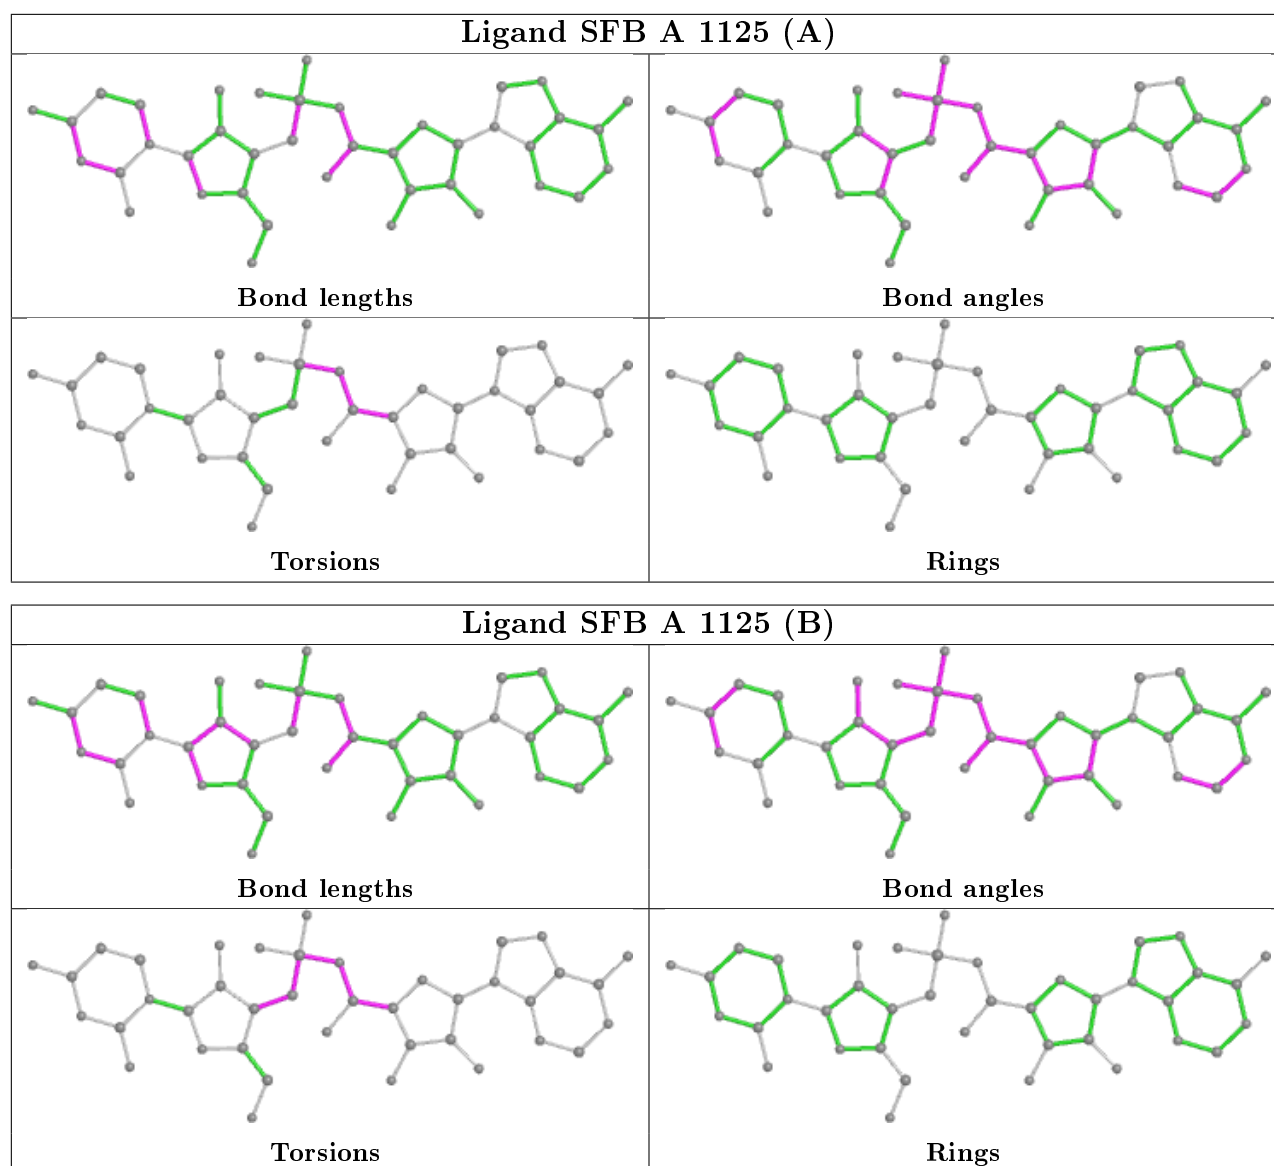 Ligand SFB A 1125 (A)
Bond lengths
Bond angles
Torsions
Rings
Ligand SFB A 1125 (B)
Bond lengths
Bond angles
Torsions
Rings